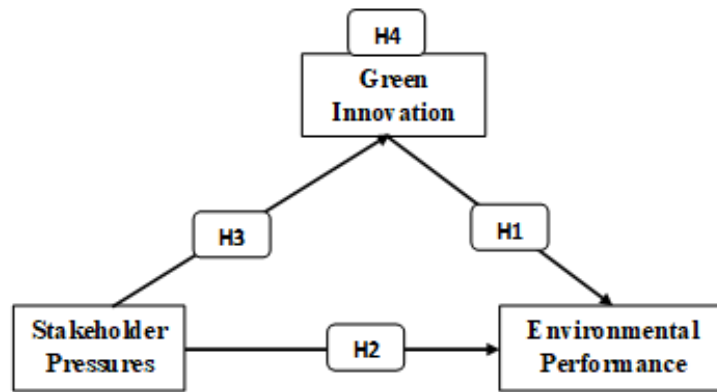 H4
Green
Innovation
H3
H1
Stakeholder
Pressures
H2
Environmental
Performance